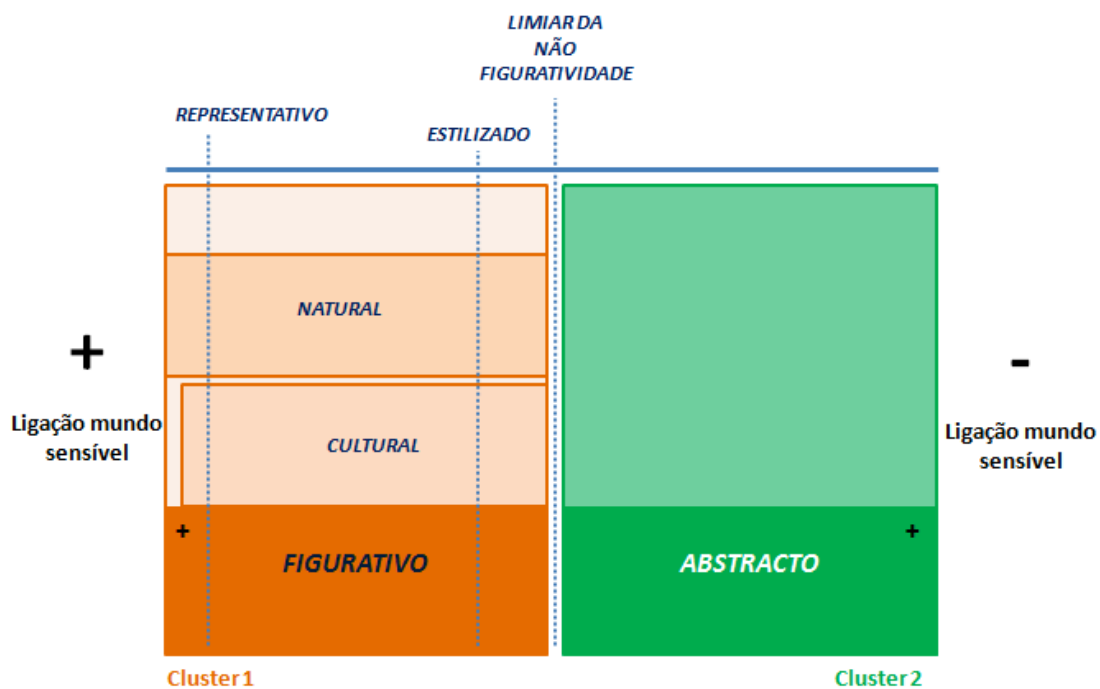 LIMIAR DA
NÃO
FIGURATIVIDADE
REPRESENTATIVO
ESTILIZADO
NATURAL
+
-
Ligação mundo
sensível
CULTURAL
Ligação mundo
sensível
+
+
FIGURATIVO
ABSTRACTO
Cluster 1
Cluster 2